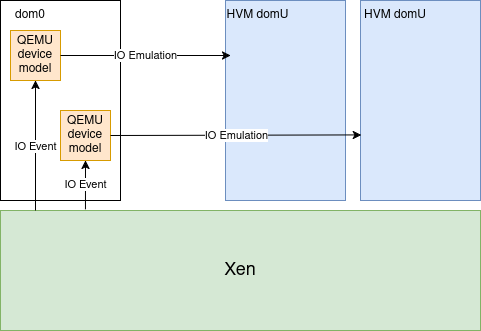 dom0
HVM domU
HVM domU
QEMU
device
model
IO Emulation
QEMU
device
model
IO Emulation
IO Event
IO Event
Xen